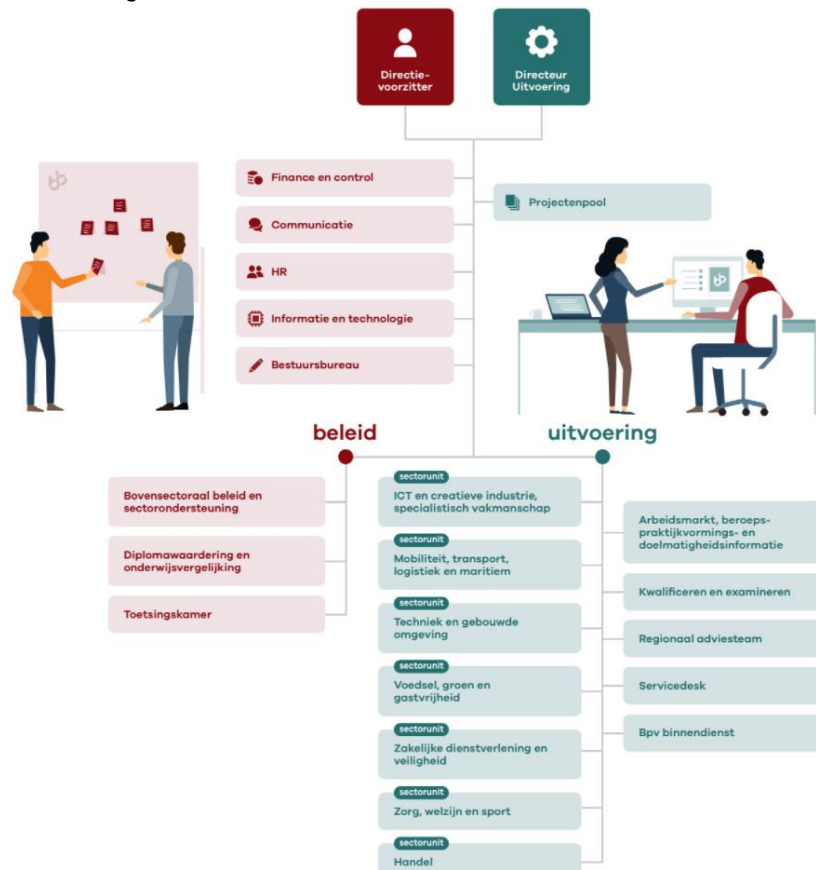 Directie-
voorzitter
Directeur
Uitvoering
Finance en control
Communicatie
HR
Informatie en technologie
Bestuursbureau
Projectenpool
beleid
Bovensectoraal beleid en
sectorondersteuning
Diplomawaardering en
onderwijsvergelijking
Toetsingskamer
uitvoering
sectorunit
ICT en creatieve industrie,
specialistisch vakmanschap
sectorunit
Mobiliteit, transport,
logistiek en maritiem
sectorunit
Techniek en gebouwde
omgeving
sectorunit
Voedsel, groen en
gastvrijheid
sectorunit
Zakelijke dienstverlening en
veiligheid
sectorunit
Zorg, welzijn en sport
sectorunit
Handel
Arbeidsmarkt, beroeps-
praktijkvormings- en
doelmatigheidsinformatie
Kwalificeren en examineren
Regionaal adviesteam
Servicedesk
Bpv binnendienst